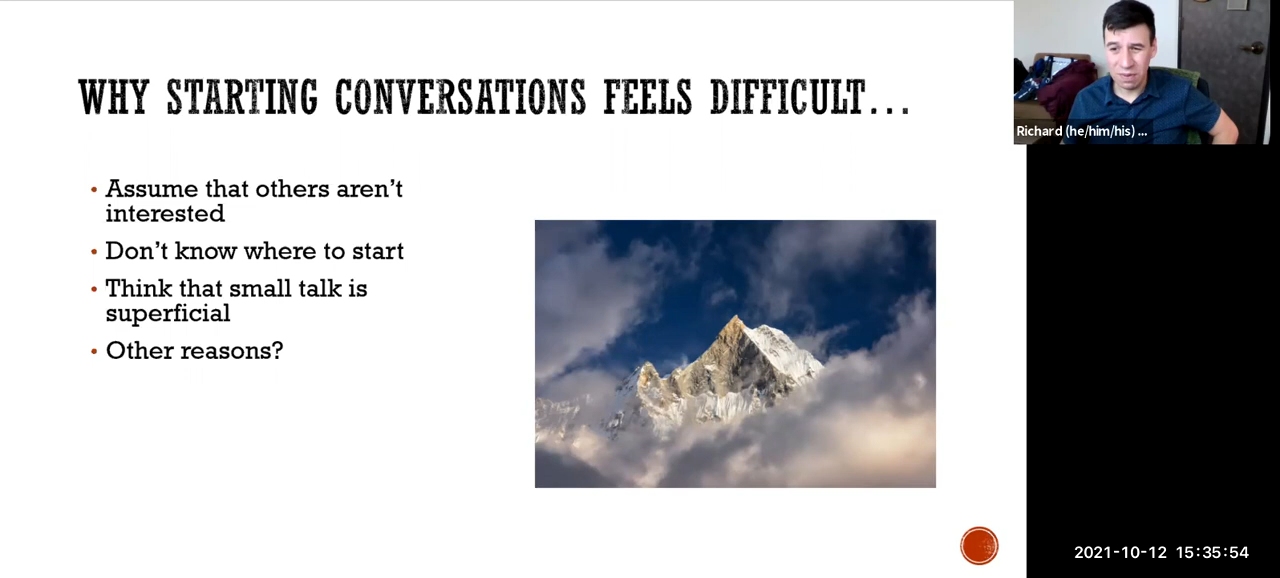 WHY STARTING CONVERSATIONS FEELS DIFFICULT...
• Assume that others aren’t
interested
• Don’t know where to start
• Think that small talk is
superficial
• Other reasons?
Richard (he/him/his) ...
2021-10-12 15:35:54